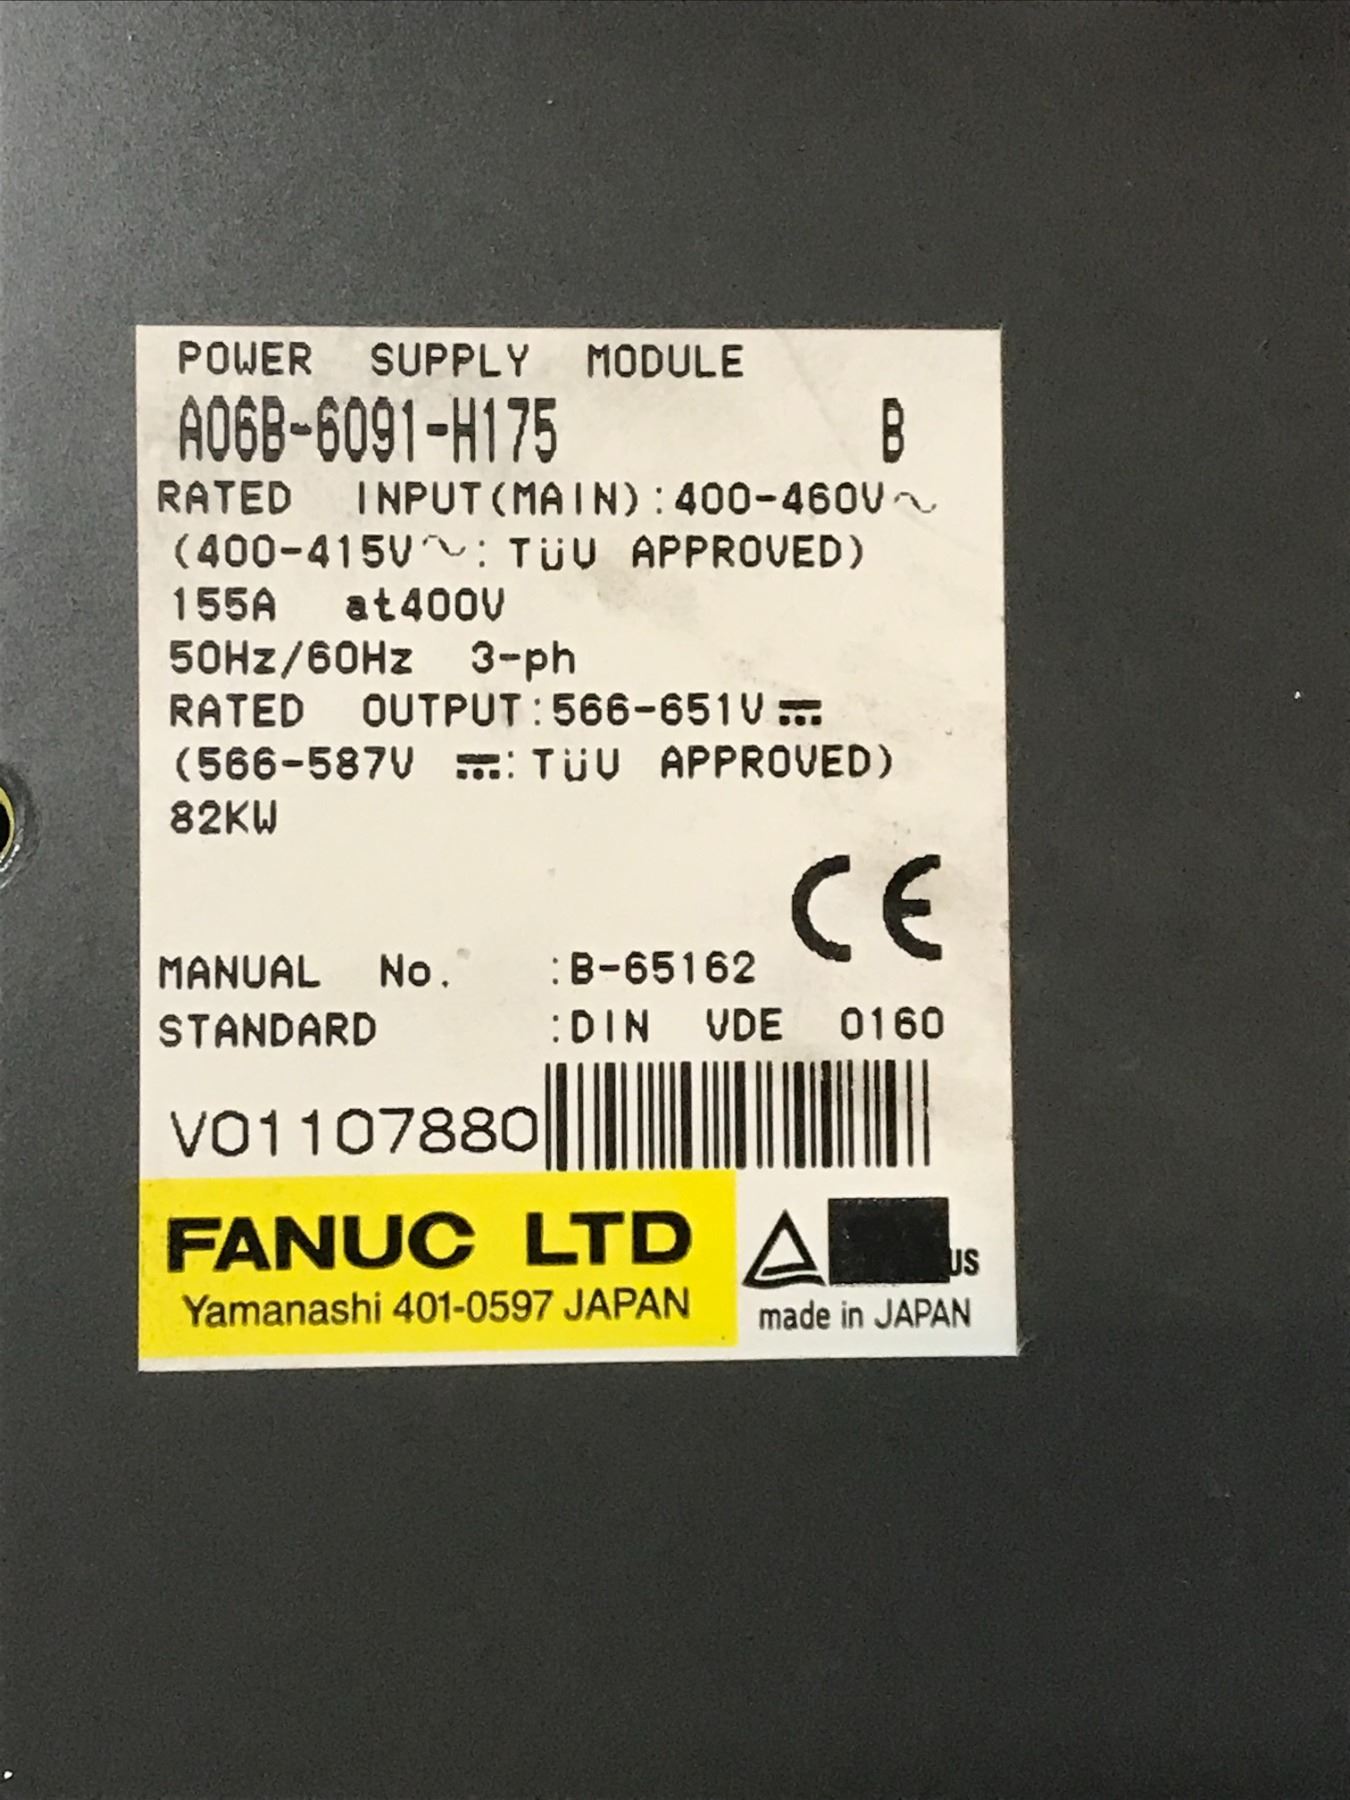 POWER SUPPLY MODULE
A06B-6091-H175 B
RATED INPUT(MAIN):400-460V～
(400-415V～: TüV APPROVED)
155A at400V
50Hz/60Hz 3-ph
RATED OUTPUT:566-651V⎓
(566-587V ⎓: TüV APPROVED)
82KW
CE
MANUAL No. :B-65162
STANDARD :DIN VDE 0160
V01107880
FANUC LTD
Yamanashi 401-0597 JAPAN
US
made in JAPAN